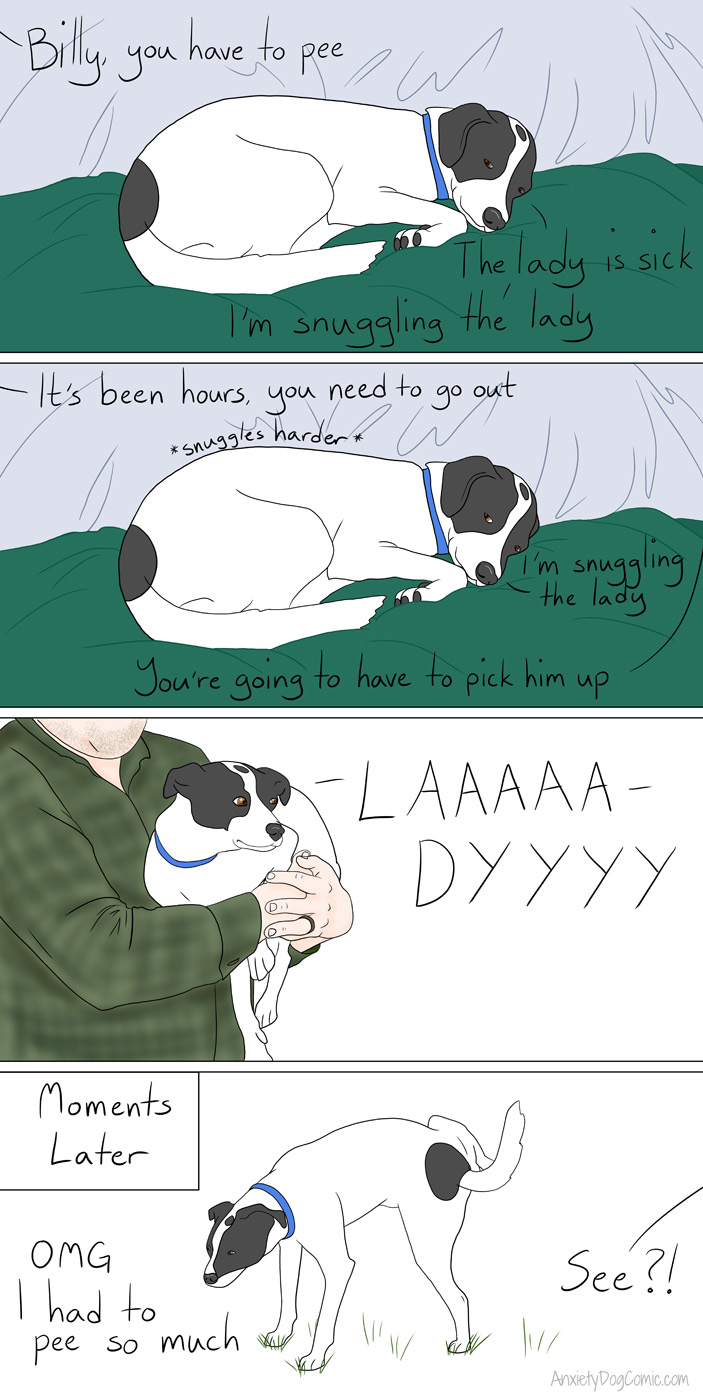 Billy, you have to pee
The lady is sick
I'm snuggling the lady
It's been hours, you need to go out
*snuggles harder*
I'm snuggling
the lady
You're going to have to pick him up
LAAAAA-
DYYYY
Moments
Later
OMG
I had to
pee so much
See?!
AnxietyDogComic.com